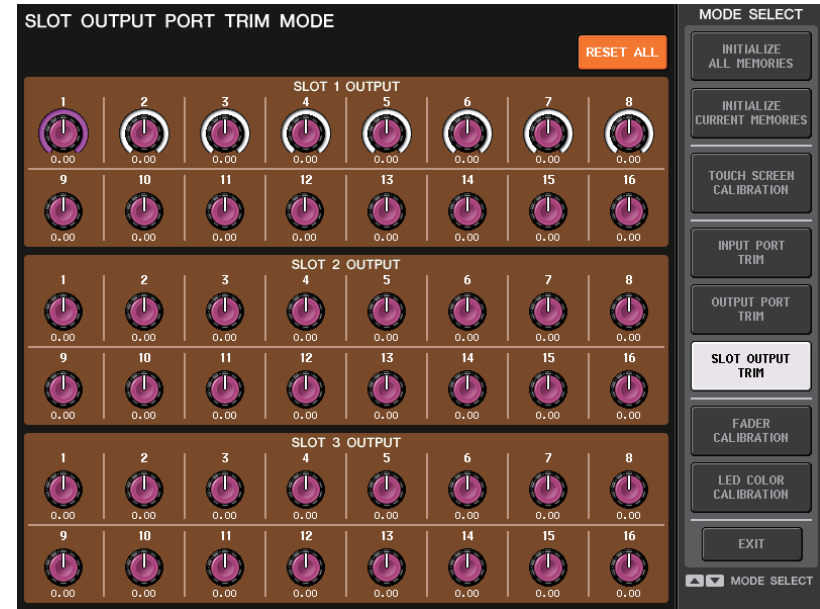 SLOT OUTPUT PORT TRIM MODE
RESET ALL
SLOT 1 OUTPUT
1 2 3 4 5 6 7 8
0.00 0.00 0.00 0.00 0.00 0.00 0.00 0.00
9 10 11 12 13 14 15 16
0.00 0.00 0.00 0.00 0.00 0.00 0.00 0.00
SLOT 2 OUTPUT
1 2 3 4 5 6 7 8
0.00 0.00 0.00 0.00 0.00 0.00 0.00 0.00
9 10 11 12 13 14 15 16
0.00 0.00 0.00 0.00 0.00 0.00 0.00 0.00
SLOT 3 OUTPUT
1 2 3 4 5 6 7 8
0.00 0.00 0.00 0.00 0.00 0.00 0.00 0.00
9 10 11 12 13 14 15 16
0.00 0.00 0.00 0.00 0.00 0.00 0.00 0.00
MODE SELECT
INITIALIZE
ALL MEMORIES
INITIALIZE
CURRENT MEMORIES
TOUCH SCREEN
CALIBRATION
INPUT PORT
TRIM
OUTPUT PORT
TRIM
SLOT OUTPUT
TRIM
FADER
CALIBRATION
LED COLOR
CALIBRATION
EXIT
MODE SELECT